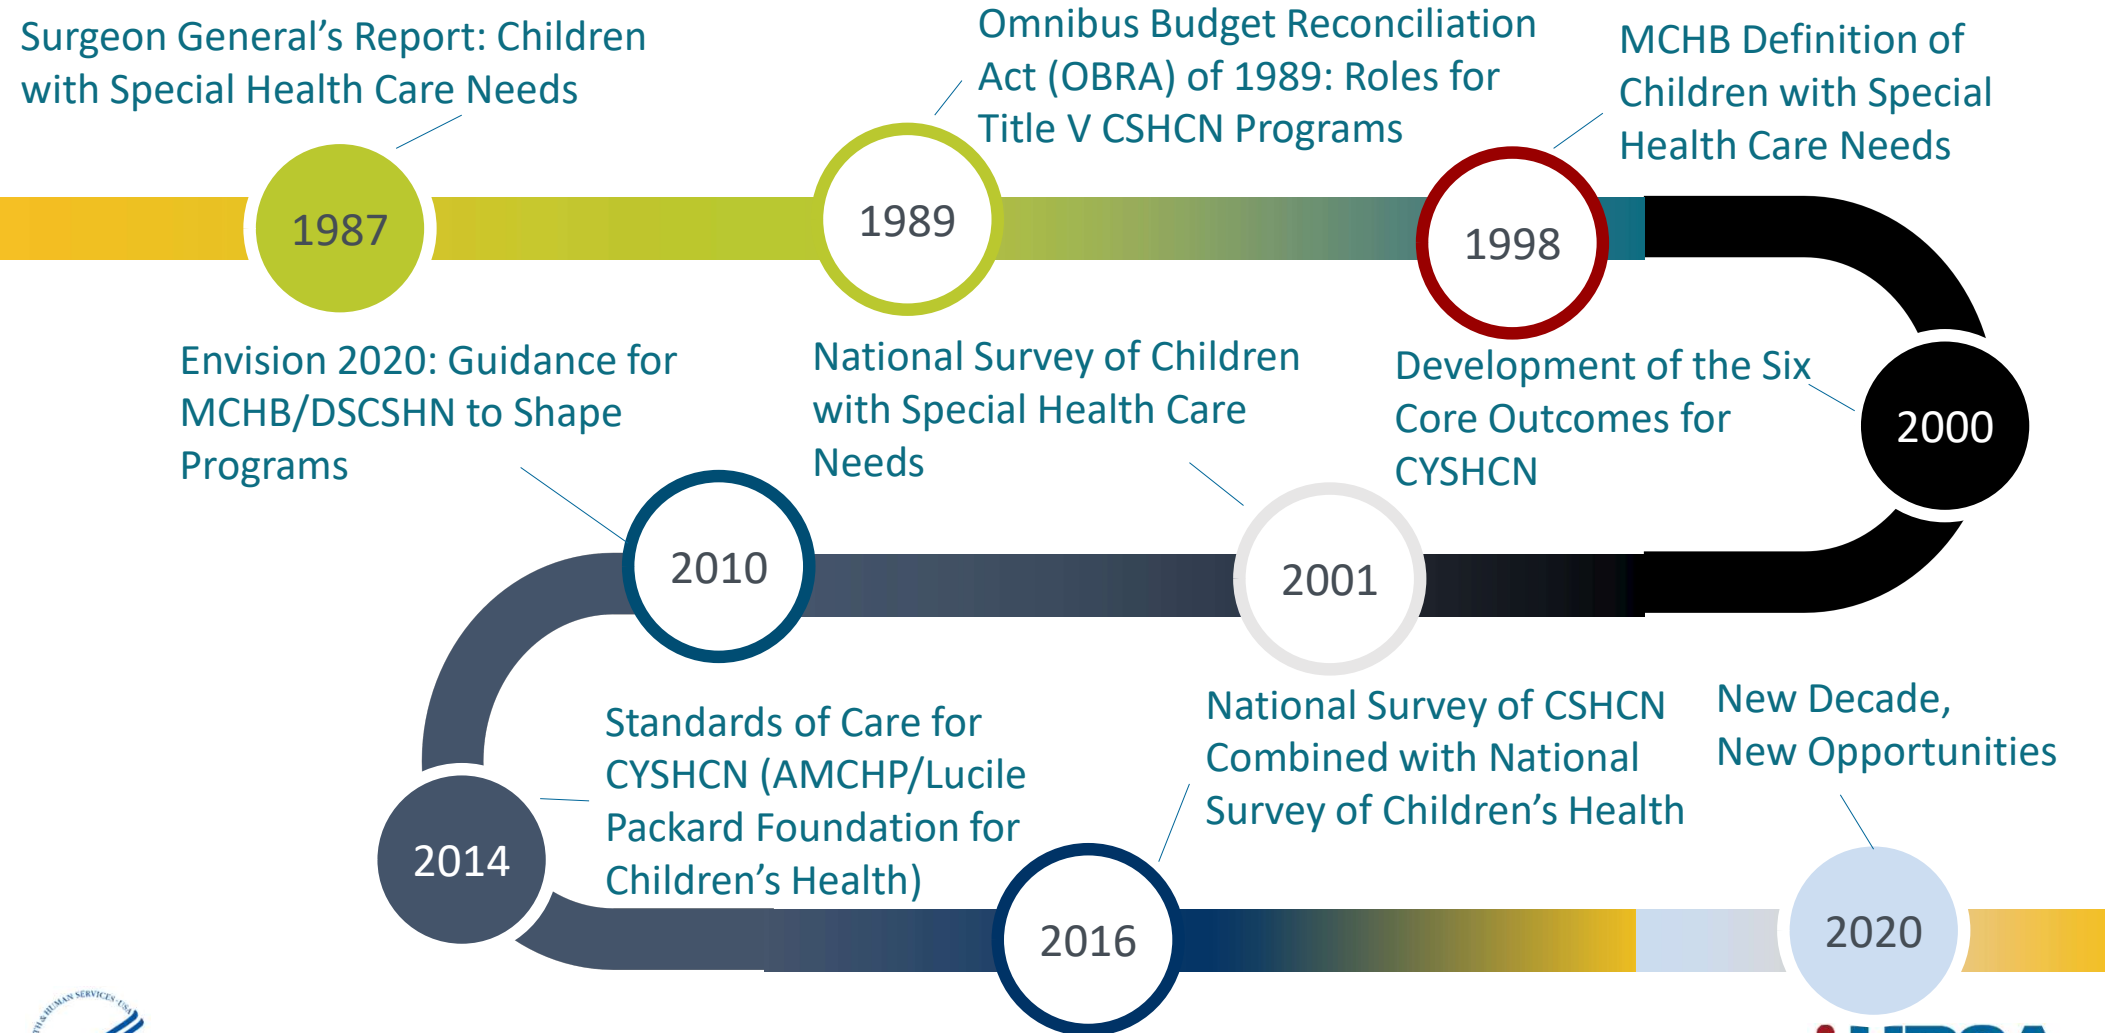 Surgeon General's Report: Children
with Special Health Care Needs
1987
Omnibus Budget Reconciliation
Act (OBRA) of 1989: Roles for
Title V CSHCN Programs
1989
MCHB Definition of
Children with Special
Health Care Needs
1998
Development of the Six
Core Outcomes for
CYSHCN
2000
National Survey of Children
with Special Health Care
Needs
2001
Envision 2020: Guidance for
MCHB/DSCSHN to Shape
Programs
2010
Standards of Care for
CYSHCN (AMCHP/Lucile
Packard Foundation for
Children's Health)
2014
National Survey of CSHCN
Combined with National
Survey of Children's Health
2016
New Decade,
New Opportunities
2020
HUMAN SERVICES